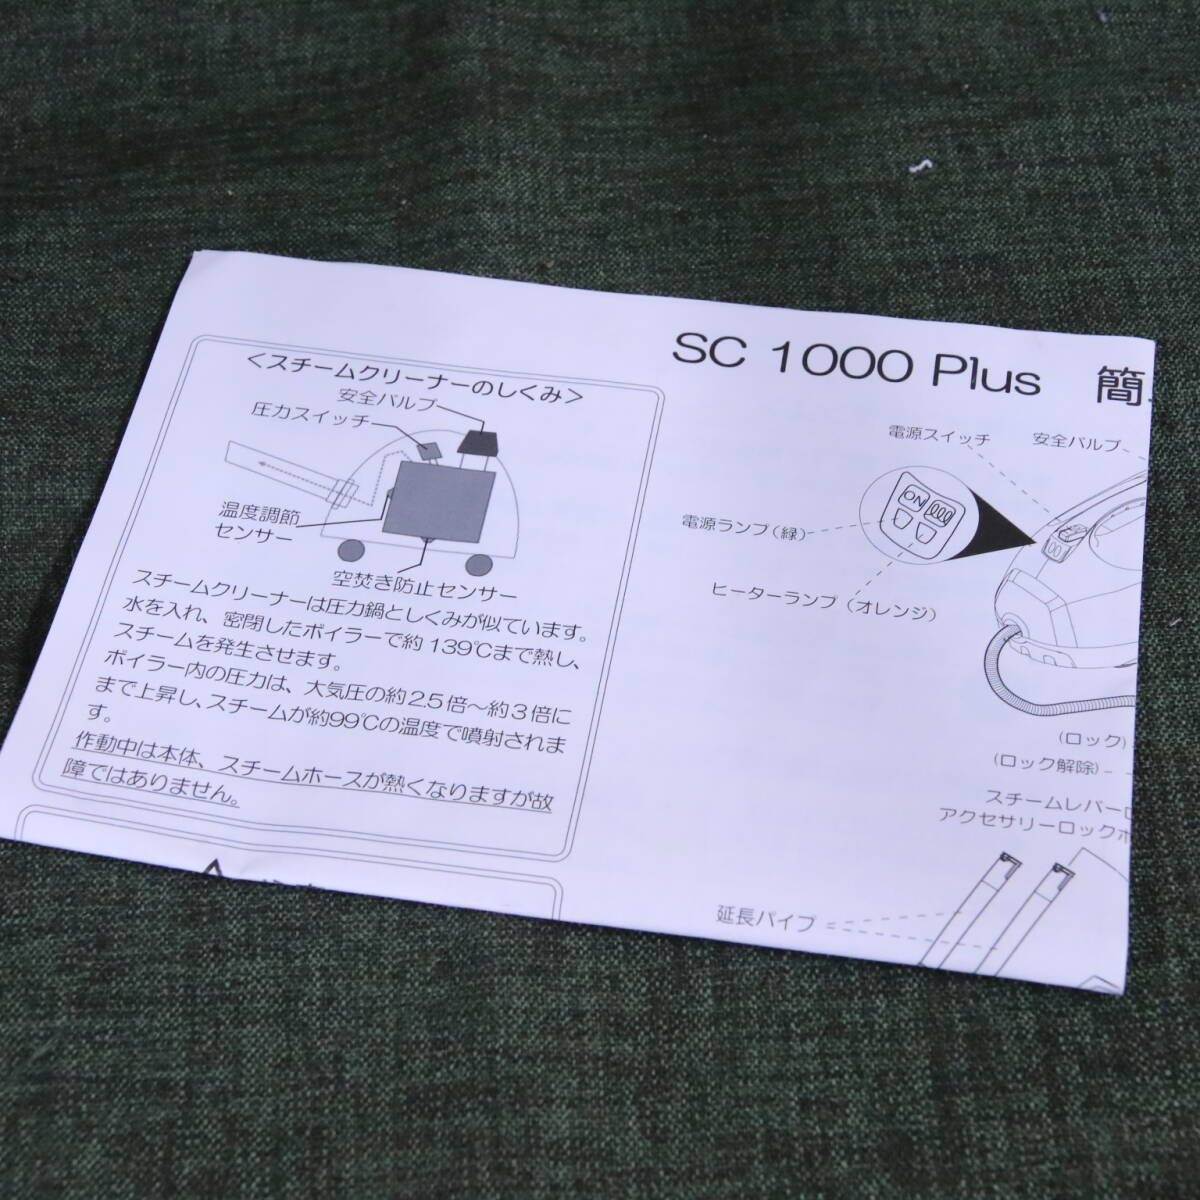 SC 1000 Plus 簡
<スチームクリーナーのしくみ>
安全バルブ
圧力スイッチ
温度調節
センサー
空焚き防止センサー
スチームクリーナーは圧力鍋としくみが似ています。
水を入れ、密閉したボイラーで約 139℃まで熱し、
スチームを発生させます。
ボイラー内の圧力は、大気圧の約2.5倍〜約3倍に
まで上昇し、スチームが約99℃の温度で噴射されま
す。
作動中は本体、スチームホースが熱くなりますが故
障ではありません。
電源スイッチ
安全バルブ
ON
電源ランプ(緑)
ヒーターランプ(オレンジ)
(ロック)
(ロック解除)
スチームレバーロ
アクセサリーロックボ
延長パイプ